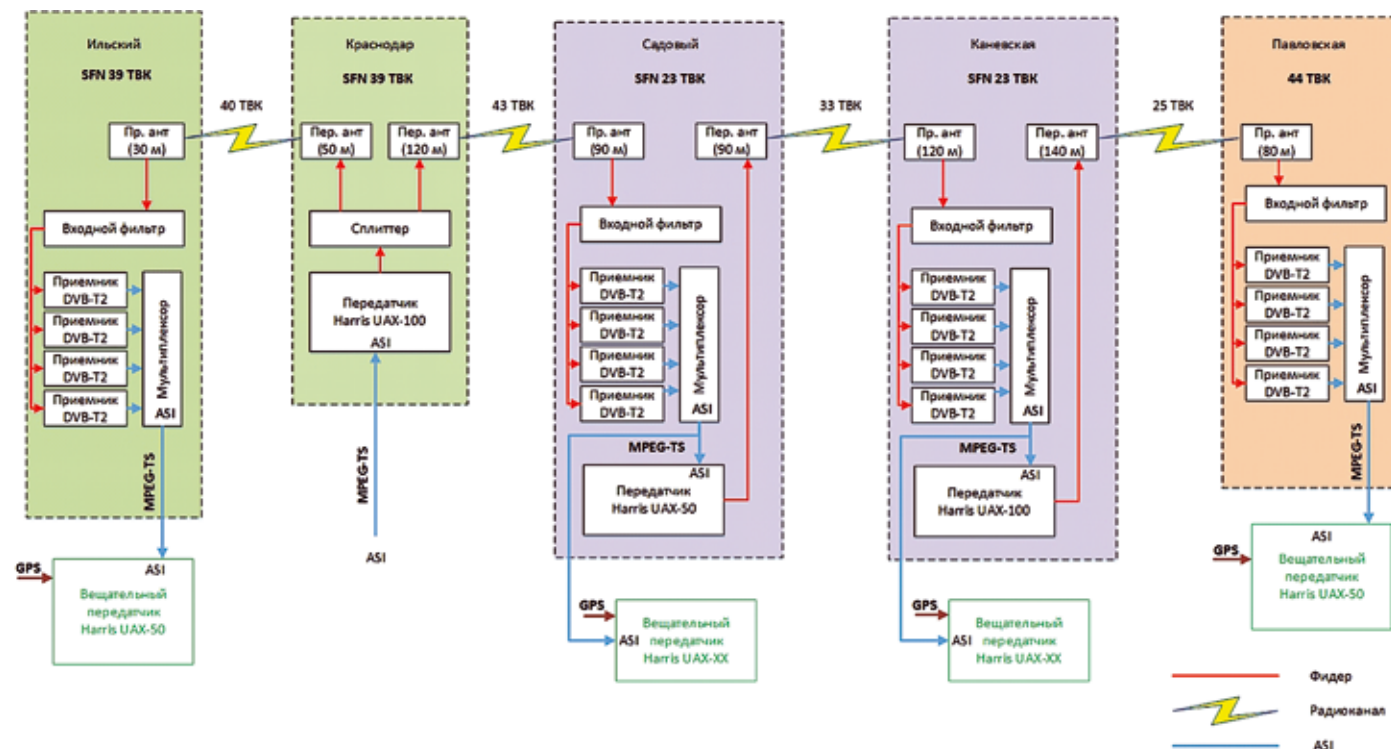 Ильский
SFN 39 ТВК
Пр. ант
(30 м)
Входной фильтр
Приемник
DVB-T2
Приемник
DVB-T2
Приемник
DVB-T2
Приемник
DVB-T2
Мультиплексор
ASI
MPEG-TS
GPS
ASI
Вещательный
передатчик
Harris UAX-50
40 ТВК
Краснодар
SFN 39 ТВК
Пер. ант
(50 м)
Пер. ант
(120 м)
Сплиттер
Передатчик
Harris UAX-100
ASI
MPEG-TS
ASI
43 ТВК
Садовый
SFN 23 ТВК
Пр. ант
(90 м)
Пер. ант
(90 м)
Входной фильтр
Приемник
DVB-T2
Приемник
DVB-T2
Приемник
DVB-T2
Приемник
DVB-T2
Мультиплексор
ASI
MPEG-TS
ASI
Передатчик
Harris UAX-50
GPS
ASI
Вещательный
передатчик
Harris UAX-XX
33 ТВК
Каневская
SFN 23 ТВК
Пр. ант
(120 м)
Пер. ант
(140 м)
Входной фильтр
Приемник
DVB-T2
Приемник
DVB-T2
Приемник
DVB-T2
Приемник
DVB-T2
Мультиплексор
ASI
MPEG-TS
ASI
Передатчик
Harris UAX-100
GPS
ASI
Вещательный
передатчик
Harris UAX-XX
25 ТВК
Павловская
44 ТВК
Пр. ант
(80 м)
Входной фильтр
Приемник
DVB-T2
Приемник
DVB-T2
Приемник
DVB-T2
Приемник
DVB-T2
Мультиплексор
ASI
MPEG-TS
GPS
ASI
Вещательный
передатчик
Harris UAX-50
Фидер
Радиоканал
ASI